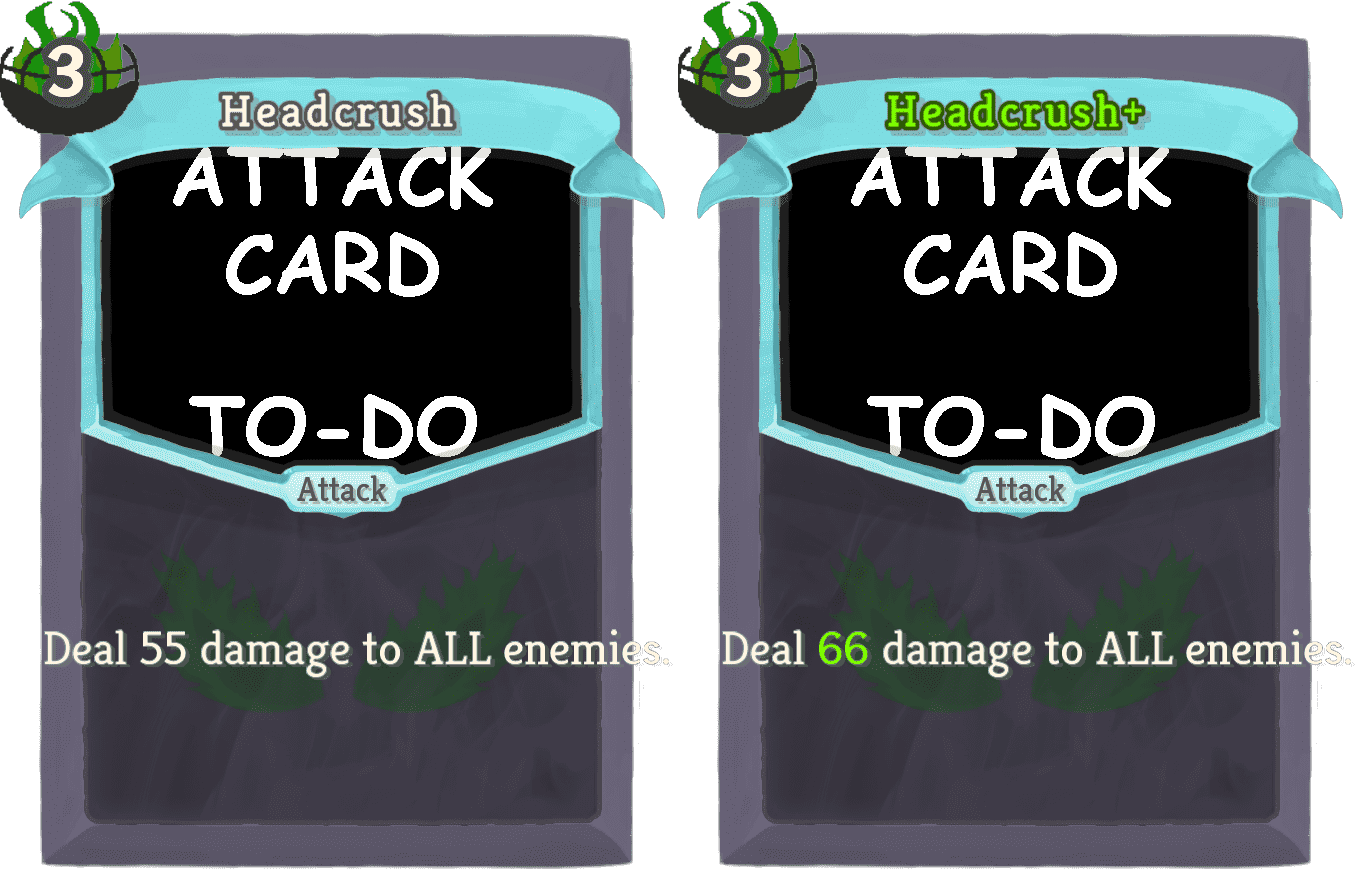 3
Headcrush
ATTACK
CARD
TO-DO
Attack
Deal 55 damage to ALL enemies.
3
Headcrush+
ATTACK
CARD
TO-DO
Attack
Deal 66 damage to ALL enemies.